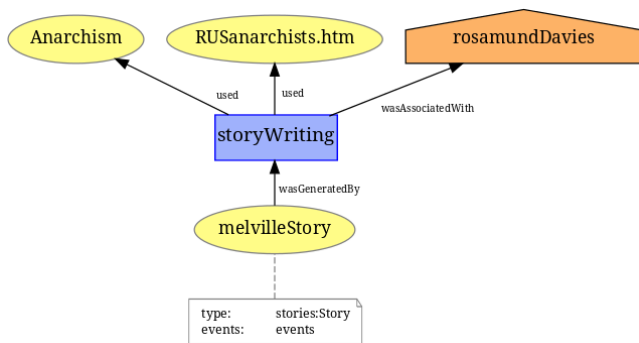 Anarchism
RUSanarchists.htm
rosamundDavies
used
used
wasAssociatedWith
storyWriting
wasGeneratedBy
melvilleStory
type: stories:Story
events: events